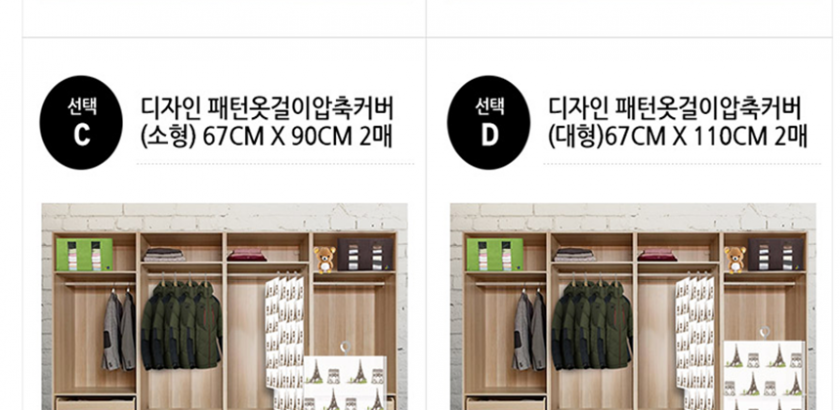 선택
C
디자인 패턴옷걸이압축커버
(소형) 67CM X 90CM 2매
선택
D
디자인 패턴옷걸이압축커버
(대형)67CM X 110CM 2매